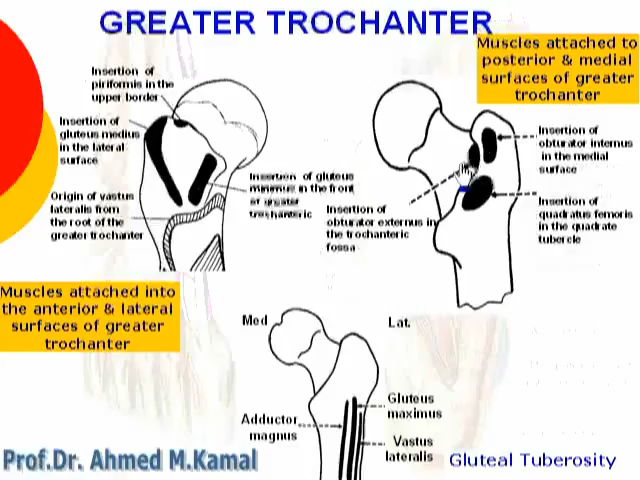 GREATER TROCHANTER
Muscles attached to
posterior & medial
surfaces of greater
trochanter
Insertion of
piriformis in the
upper border
Insertion of
gluteus medius
in the lateral
surface
Origin of vastus
lateralis from
the root of the
greater trochanter
Insertion of gluteus
minimus in the front
of greater
trochanteric
Insertion of
obturator externus in
the trochanteric
fossa
Insertion of
obturator internus
in the medial
surface
Insertion of
quadratus femoris
in the quadrate
tubercle
Muscles attached into
the anterior & lateral
surfaces of greater
trochanter
Med
Lat.
Adductor
magnus
Gluteus
maximus
Vastus
lateralis
Prof.Dr. Ahmed M.Kamal
Gluteal Tuberosity